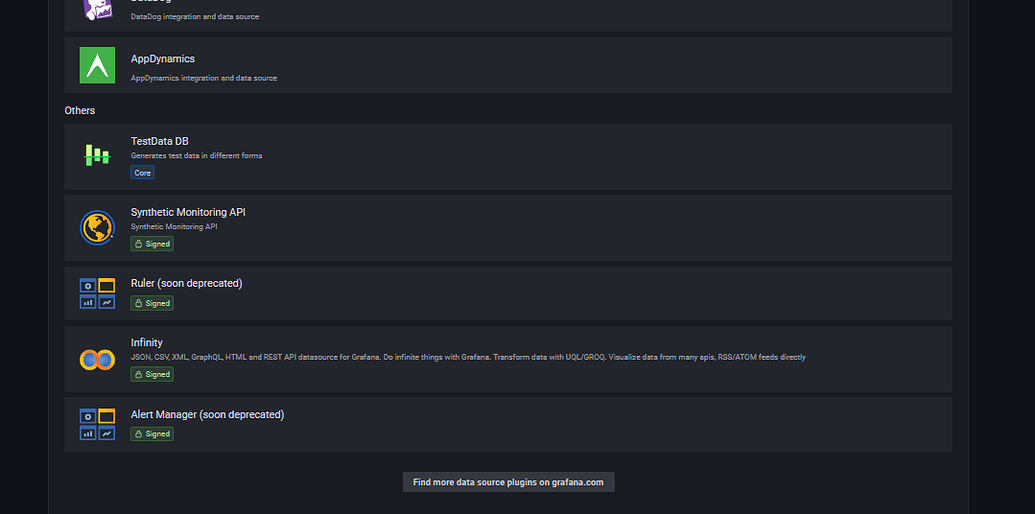 DataDog
DataDog integration and data source
AppDynamics
AppDynamics integration and data source
Others
TestData DB
Generates test data in different forms
Core
Synthetic Monitoring API
Synthetic Monitoring API
Signed
Ruler (soon deprecated)
Signed
Infinity
JSON, CSV, XML, GraphQL, HTML and REST API datasource for Grafana. Do infinite things with Grafana. Transform data with UQL/GROQ. Visualize data from many apis, RSS/ATOM feeds directly
Signed
Alert Manager (soon deprecated)
Signed
Find more data source plugins on grafana.com